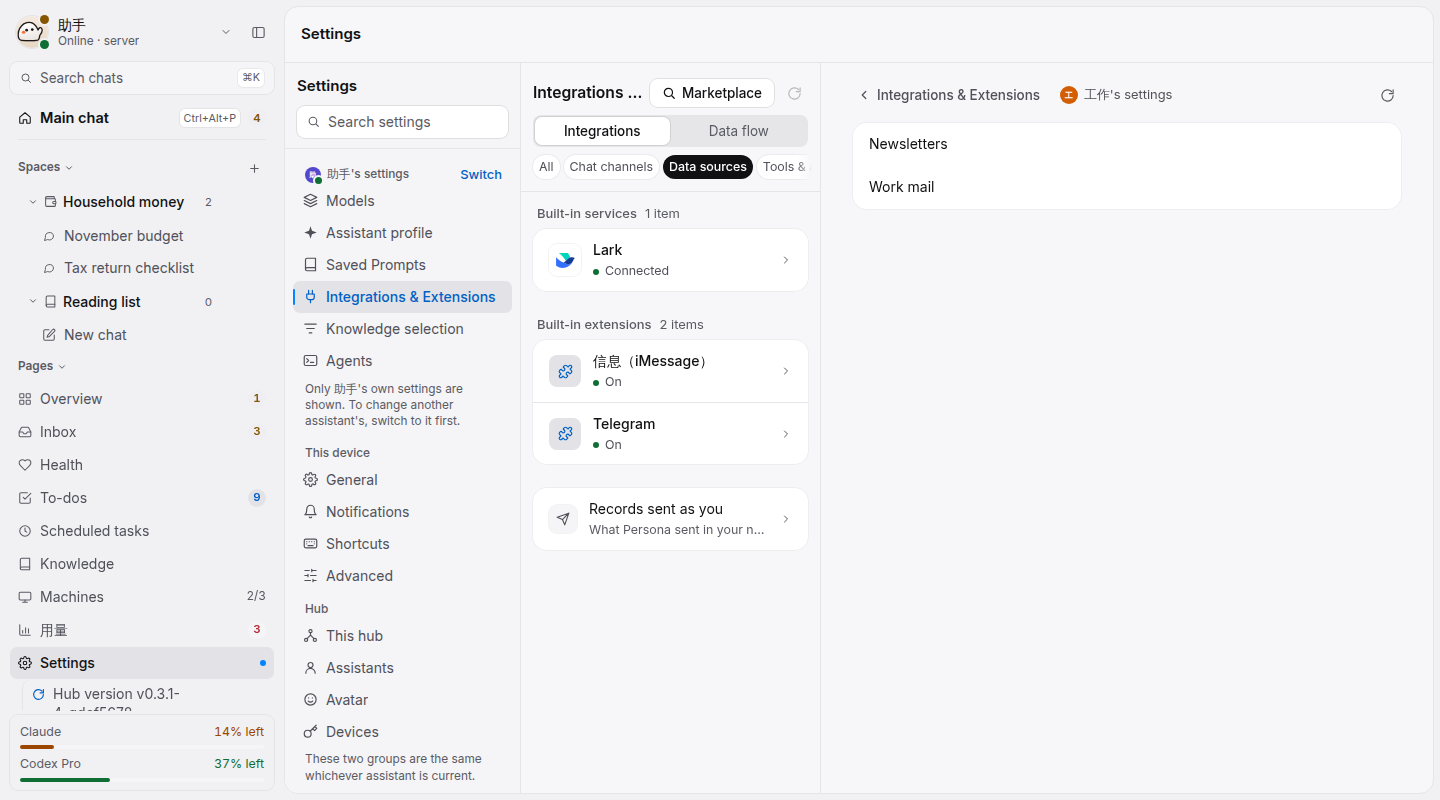 助手
Online · server
Search chats
⌘K
Main chat
Ctrl+Alt+P
4
Spaces
Household money
2
November budget
Tax return checklist
Reading list
0
New chat
Pages
Overview
1
Inbox
3
Health
To-dos
9
Scheduled tasks
Knowledge
Machines
2/3
用量
3
Settings
Hub version v0.3.1-
Claude
14% left
Codex Pro
37% left
Settings
Settings
Search settings
助手's settings
Switch
Models
Assistant profile
Saved Prompts
Integrations & Extensions
Knowledge selection
Agents
Only 助手's own settings are
shown. To change another
assistant's, switch to it first.
This device
General
Notifications
Shortcuts
Advanced
Hub
This hub
Assistants
Avatar
Devices
These two groups are the same
whichever assistant is current.
Integrations ...
Marketplace
Integrations
Data flow
All
Chat channels
Data sources
Tools &
Built-in services 1 item
Lark
Connected
Built-in extensions 2 items
信息（iMessage）
On
Telegram
On
Records sent as you
What Persona sent in your n...
Integrations & Extensions
工
工作's settings
Newsletters
Work mail